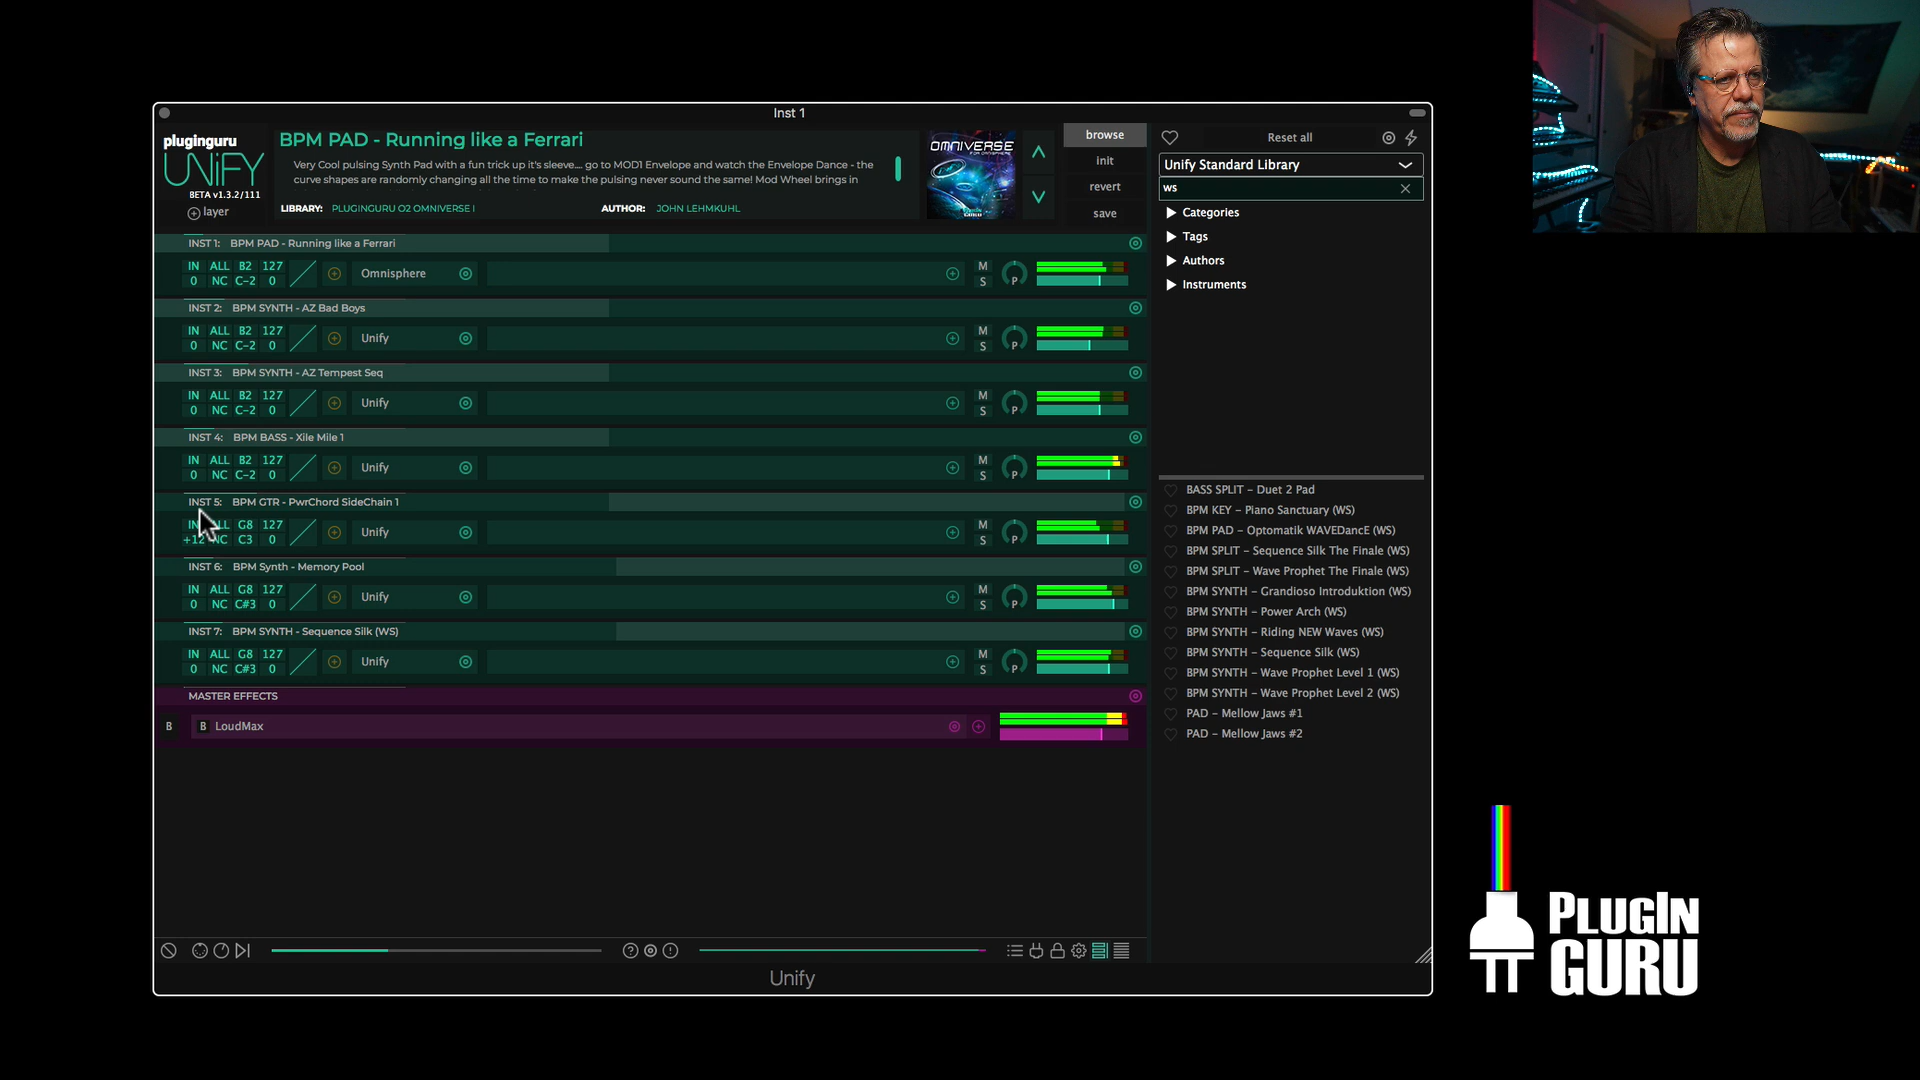 Inst 1
pluginguru
UNiFY
BETA v1.3.2/111
layer
BPM PAD - Running like a Ferrari
Very Cool pulsing Synth Pad with a fun trick up it's sleeve.... go to MOD1 Envelope and watch the Envelope Dance - the
curve shapes are randomly changing all the time to make the pulsing never sound the same! Mod Wheel brings in
LIBRARY: PLUGINGURU O2 OMNIVERSE I
AUTHOR: JOHN LEHMKUHL
OMNIVERSE
browse
init
revert
save
Reset all
Unify Standard Library
ws
Categories
Tags
Authors
Instruments
INST 1: BPM PAD - Running like a Ferrari
IN ALL B2 127
0 NC C-2 0
Omnisphere
M
S
P
INST 2: BPM SYNTH - AZ Bad Boys
IN ALL B2 127
0 NC C-2 0
Unify
M
S
P
INST 3: BPM SYNTH - AZ Tempest Seq
IN ALL B2 127
0 NC C-2 0
Unify
M
S
P
INST 4: BPM BASS - Xile Mile 1
IN ALL B2 127
0 NC C-2 0
Unify
M
S
P
INST 5: BPM GTR - PwrChord SideChain 1
G8 127
C3 0
Unify
M
S
P
INST 6: BPM Synth - Memory Pool
IN ALL G8 127
0 NC C#3 0
Unify
M
S
P
INST 7: BPM SYNTH - Sequence Silk (WS)
IN ALL G8 127
0 NC C#3 0
Unify
M
S
P
MASTER EFFECTS
B
B LoudMax
BASS SPLIT - Duet 2 Pad
BPM KEY - Piano Sanctuary (WS)
BPM PAD - Optomatik WAVEDancE (WS)
BPM SPLIT - Sequence Silk The Finale (WS)
BPM SPLIT - Wave Prophet The Finale (WS)
BPM SYNTH - Grandioso Introduktion (WS)
BPM SYNTH - Power Arch (WS)
BPM SYNTH - Riding NEW Waves (WS)
BPM SYNTH - Sequence Silk (WS)
BPM SYNTH - Wave Prophet Level 1 (WS)
BPM SYNTH - Wave Prophet Level 2 (WS)
PAD - Mellow Jaws #1
PAD - Mellow Jaws #2
Unify
PLUGIN
GURU